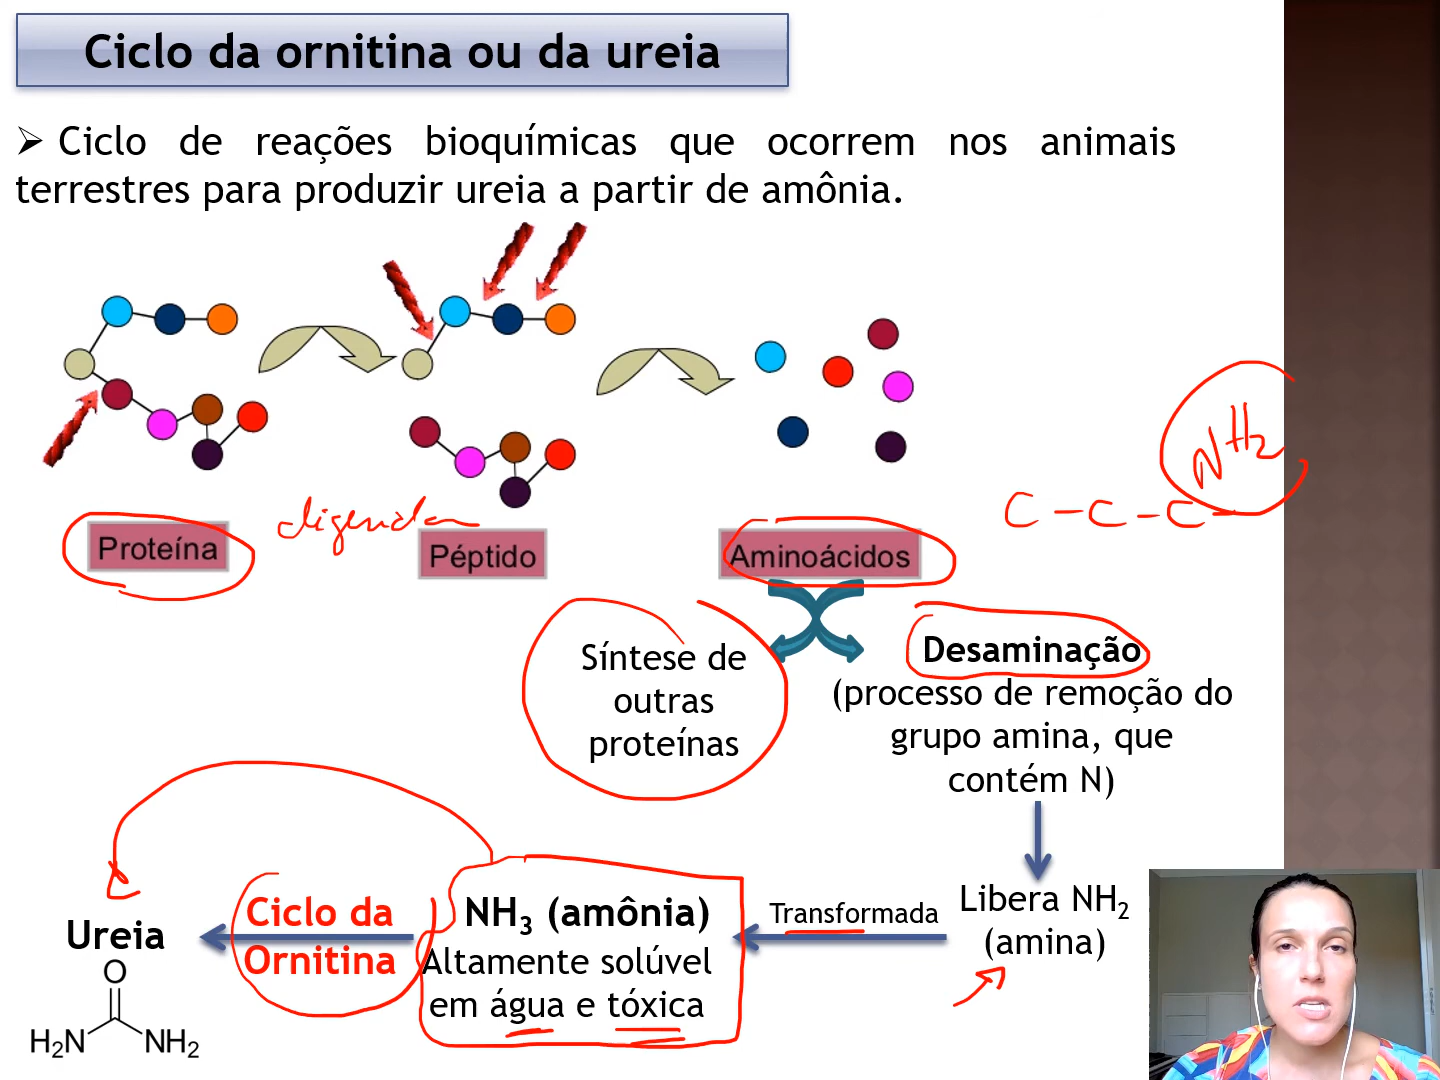 Ciclo da ornitina ou da ureia
➢ Ciclo de reações bioquímicas que ocorrem nos animais
terrestres para produzir ureia a partir de amônia.
NH2
C - C - C -
Proteína
Péptido
Aminoácidos
Síntese de
outras
proteínas
Desaminação
(processo de remoção do
grupo amina, que
contém N)
Libera NH₂
(amina)
Transformada
NH₃ (amônia)
Altamente solúvel
em água e tóxica
Ciclo da
Ornitina
Ureia
O
H₂N
NH₂